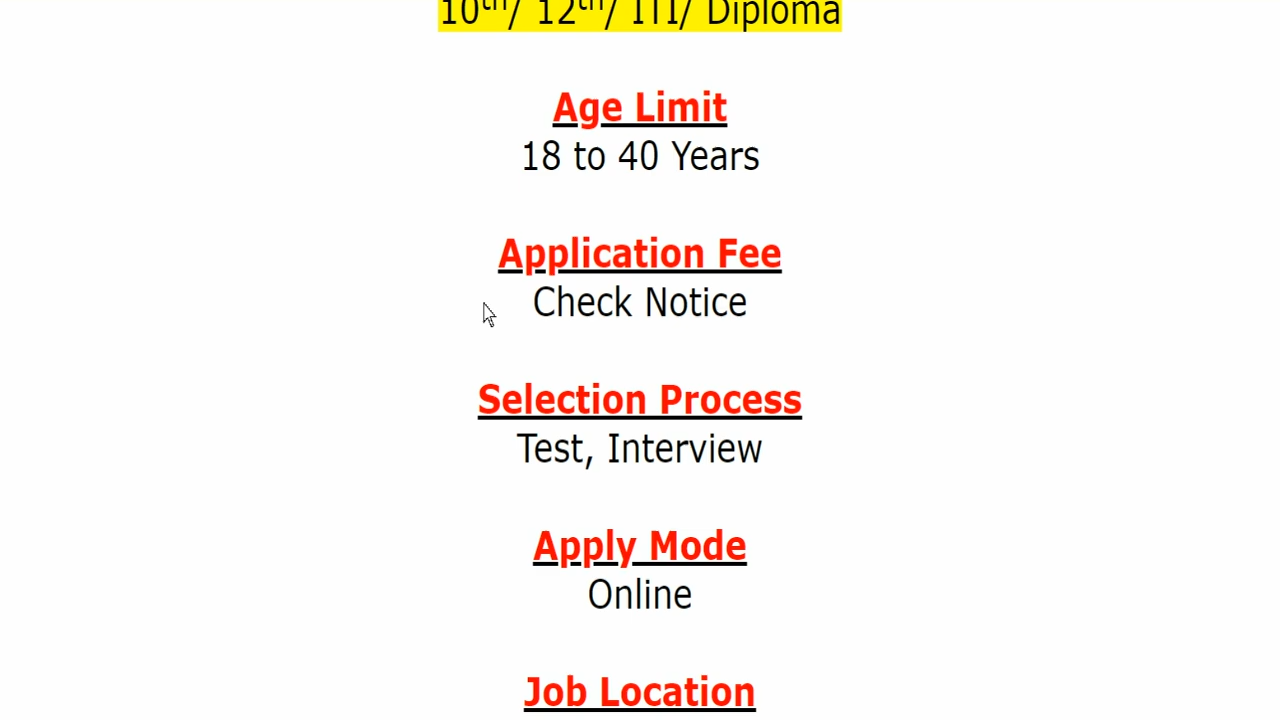 10th/ 12th/ ITI/ Diploma
Age Limit
18 to 40 Years
Application Fee
Check Notice
Selection Process
Test, Interview
Apply Mode
Online
Job Location